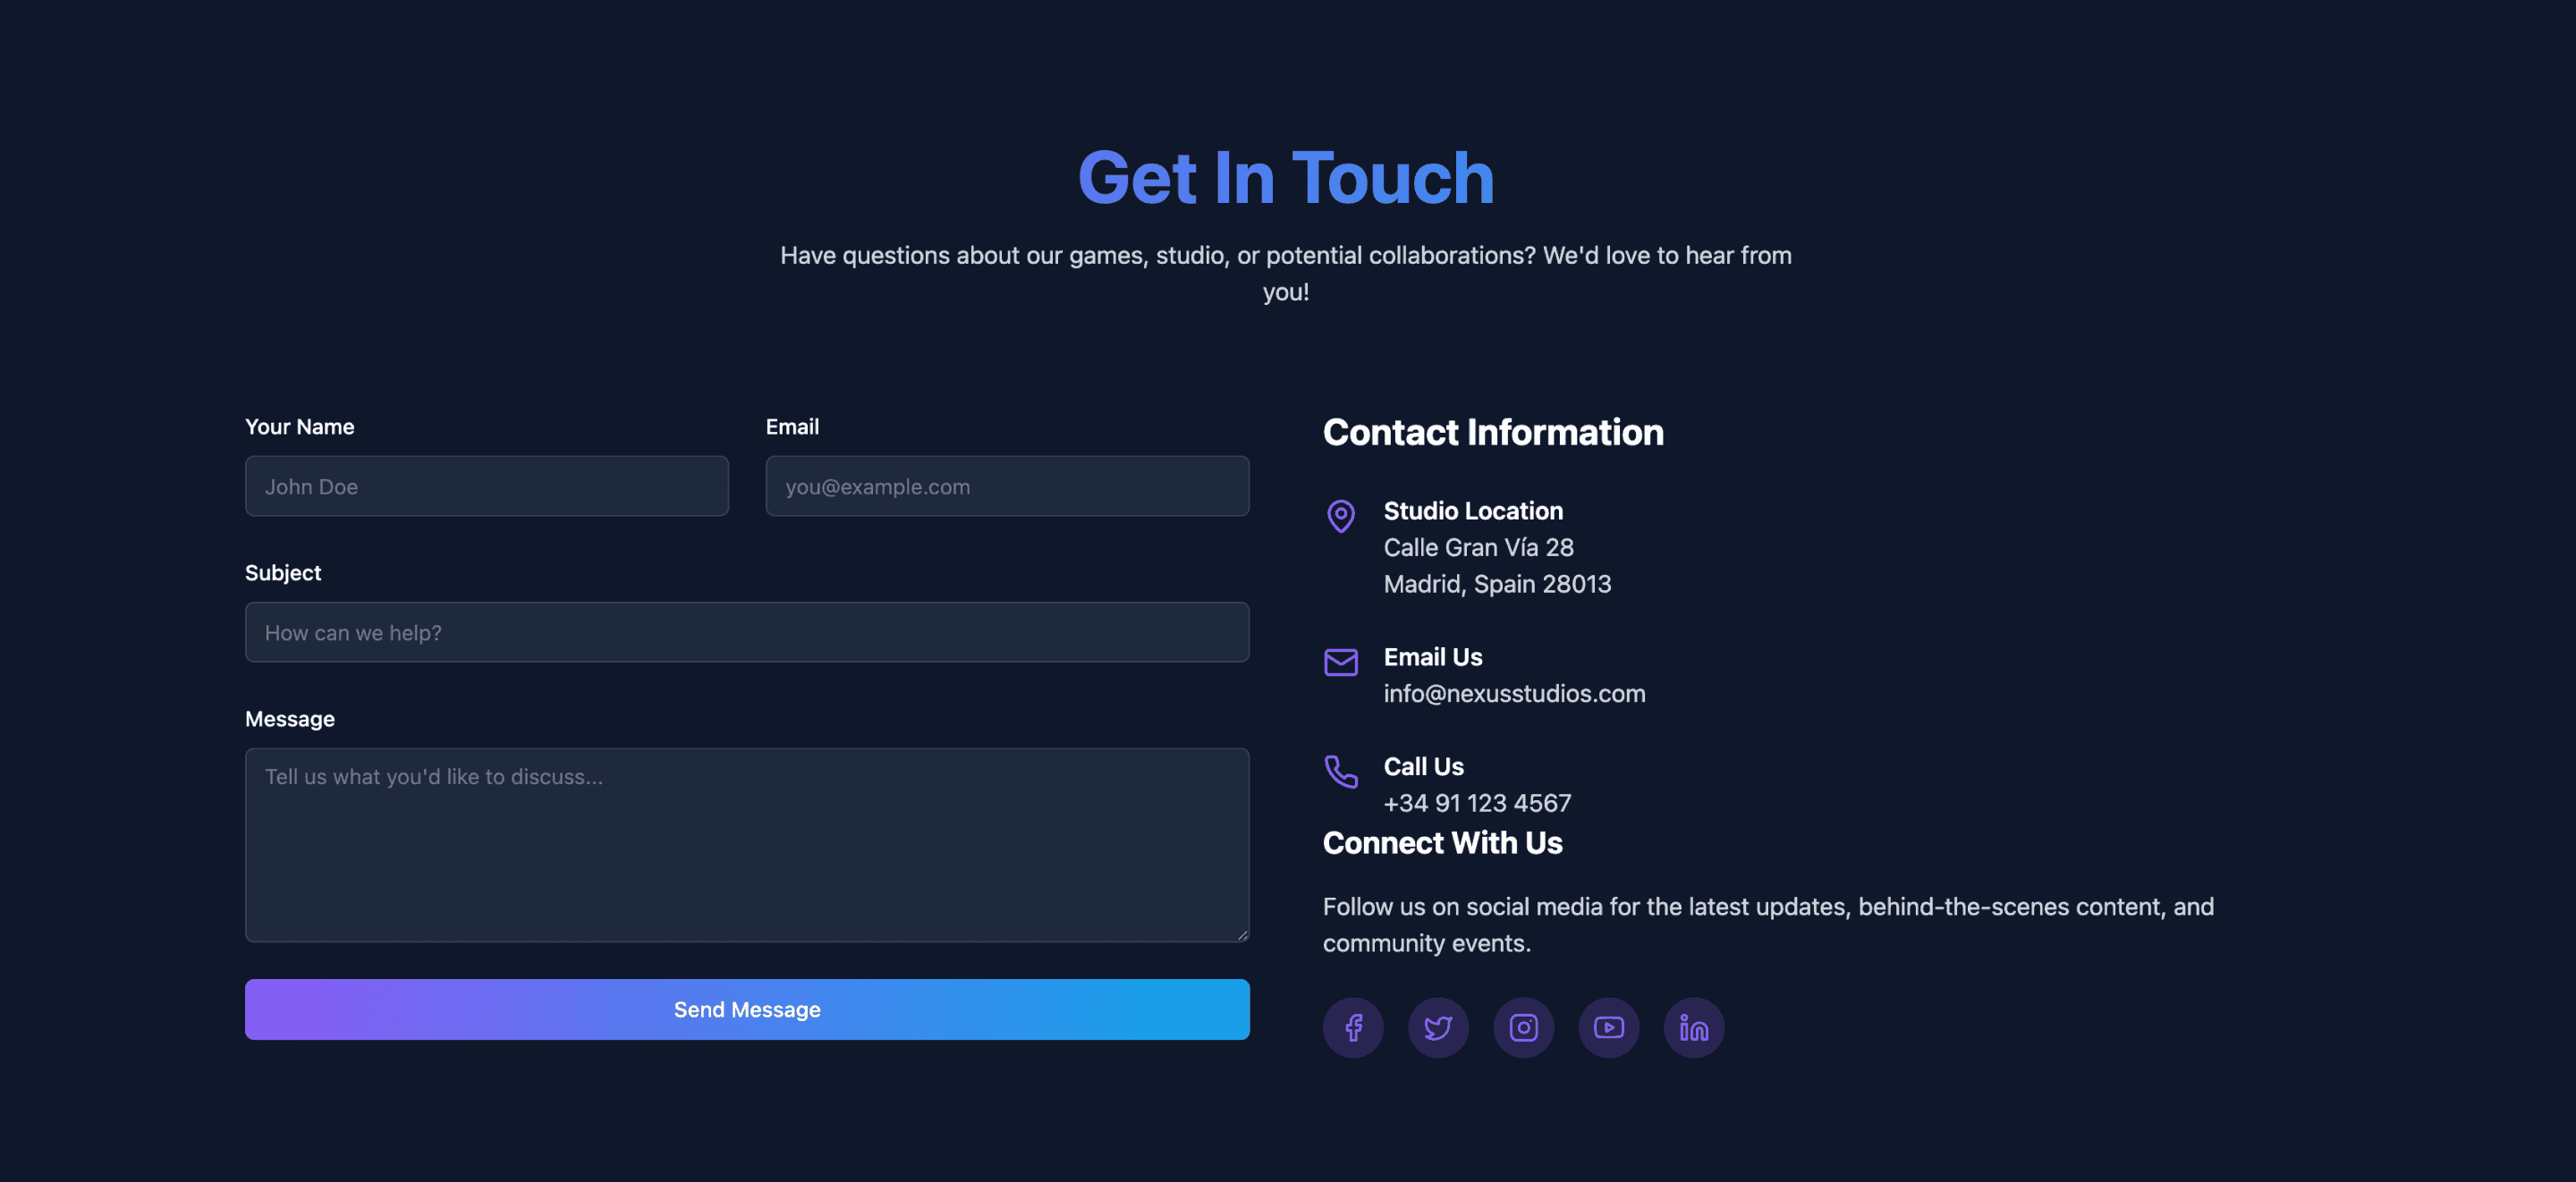 Get In Touch
Have questions about our games, studio, or potential collaborations? We'd love to hear from
you!
Your Name
John Doe
Email
you@example.com
Subject
How can we help?
Message
Tell us what you'd like to discuss...
Send Message
Contact Information
Studio Location
Calle Gran Vía 28
Madrid, Spain 28013
Email Us
info@nexusstudios.com
Call Us
+34 91 123 4567
Connect With Us
Follow us on social media for the latest updates, behind-the-scenes content, and
community events.